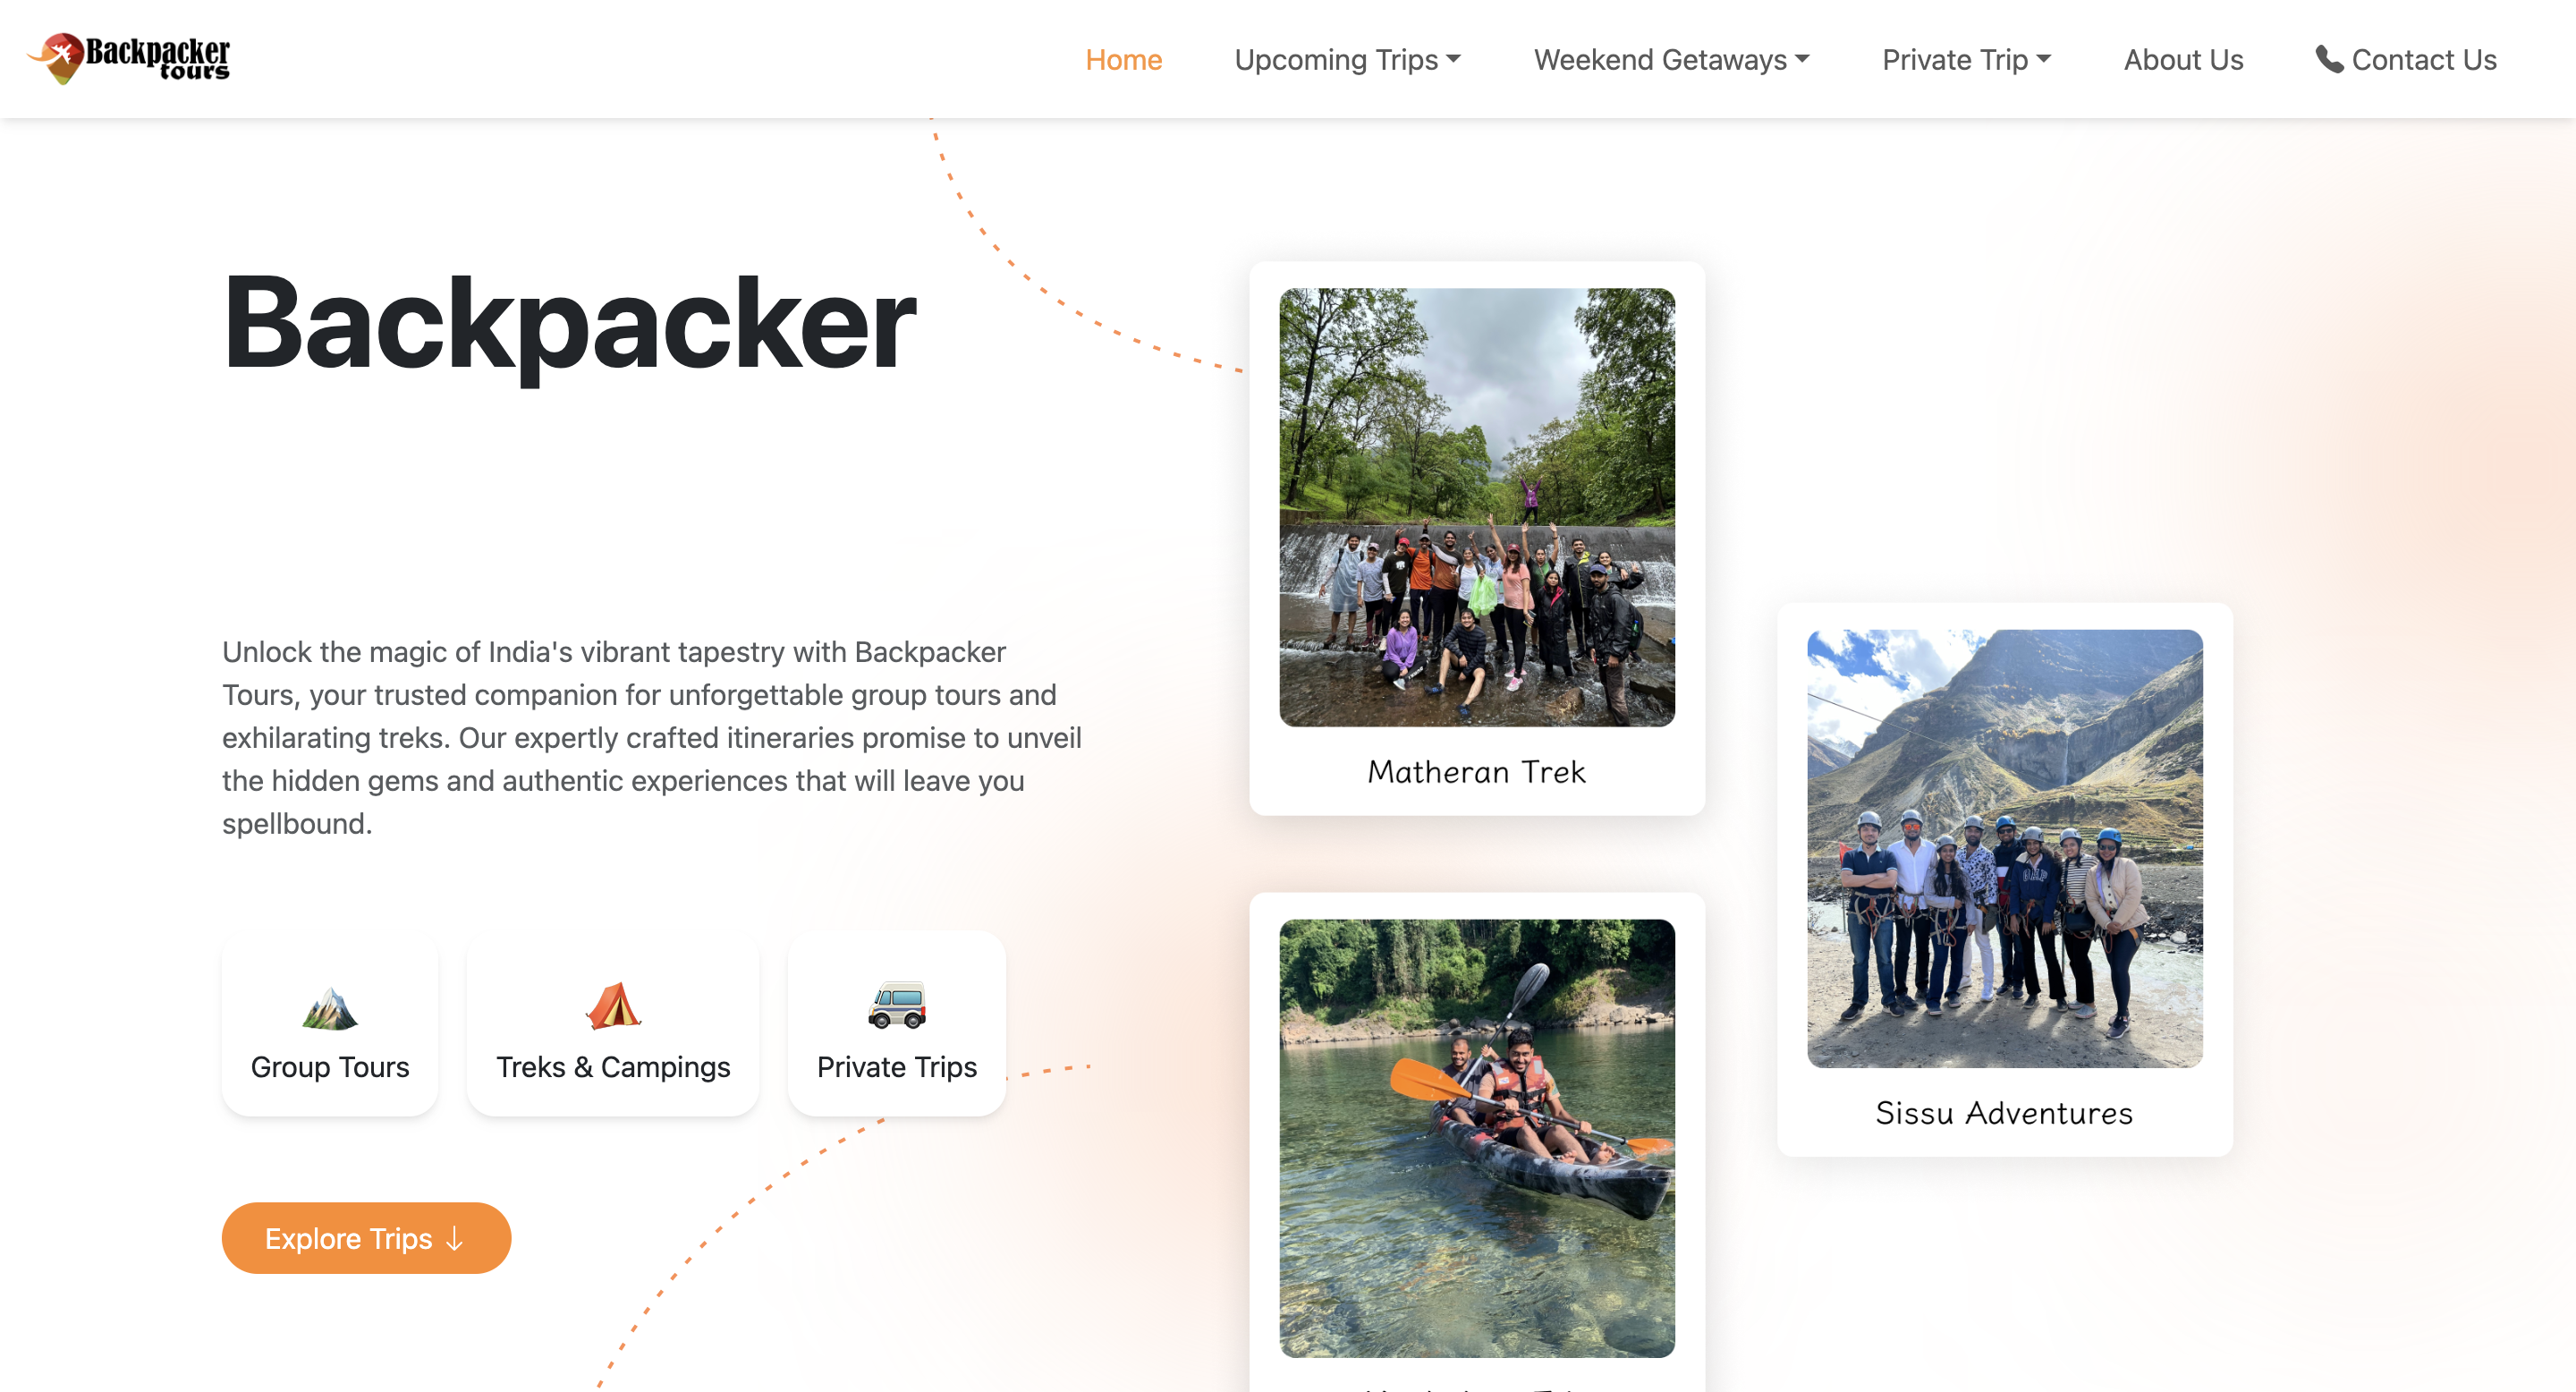 Backpacker
tours
Home Upcoming Trips Weekend Getaways Private Trip About Us Contact Us
Backpacker
Unlock the magic of India's vibrant tapestry with Backpacker
Tours, your trusted companion for unforgettable group tours and
exhilarating treks. Our expertly crafted itineraries promise to unveil
the hidden gems and authentic experiences that will leave you
spellbound.
Group Tours
Treks & Campings
Private Trips
Explore Trips ↓
Matheran Trek
GAP
Sissu Adventures